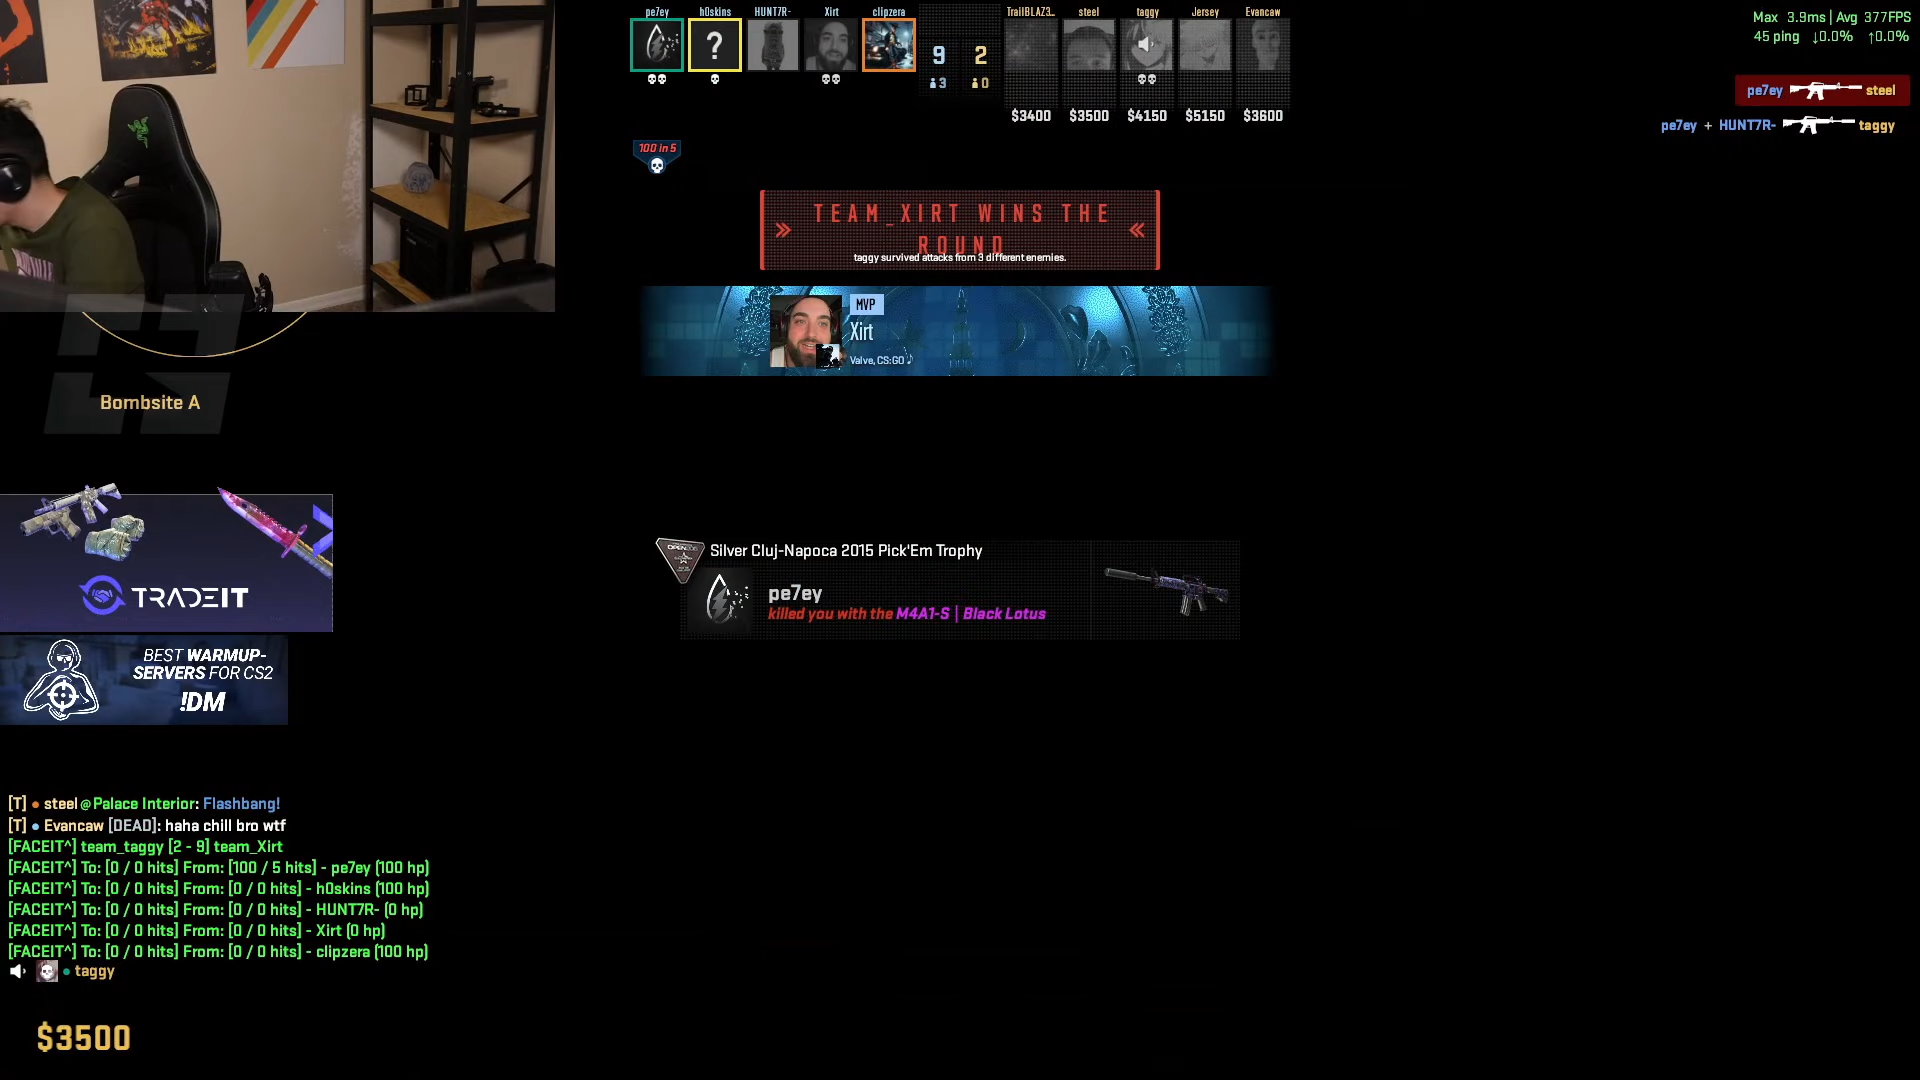 pe7ey
h0skins
HUNT7R-
Xirt
clipzera
9 2
3 0
TrailBLAZ3...
steel
taggy
Jersey
Evancaw
$3400
$3500
$4150
$5150
$3600
Max 3.9ms | Avg 377FPS
45 ping ↓0.0% ↑0.0%
pe7ey steel
pe7ey + HUNT7R- taggy
100 in 5
TEAM_XIRT WINS THE
ROUND
taggy survived attacks from 3 different enemies.
MVP
Xirt
Valve, CS:GO
Bombsite A
TRADEIT
BEST WARMUP-
SERVERS FOR CS2
!DM
Silver Cluj-Napoca 2015 Pick'Em Trophy
pe7ey
killed you with the M4A1-S | Black Lotus
[T] ● steel@Palace Interior: Flashbang!
[T] ● Evancaw [DEAD]: haha chill bro wtf
[FACEIT^] team_taggy [2 - 9] team_Xirt
[FACEIT^] To: [0 / 0 hits] From: [100 / 5 hits] - pe7ey (100 hp)
[FACEIT^] To: [0 / 0 hits] From: [0 / 0 hits] - h0skins (100 hp)
[FACEIT^] To: [0 / 0 hits] From: [0 / 0 hits] - HUNT7R- (0 hp)
[FACEIT^] To: [0 / 0 hits] From: [0 / 0 hits] - Xirt (0 hp)
[FACEIT^] To: [0 / 0 hits] From: [0 / 0 hits] - clipzera (100 hp)
● taggy
$3500